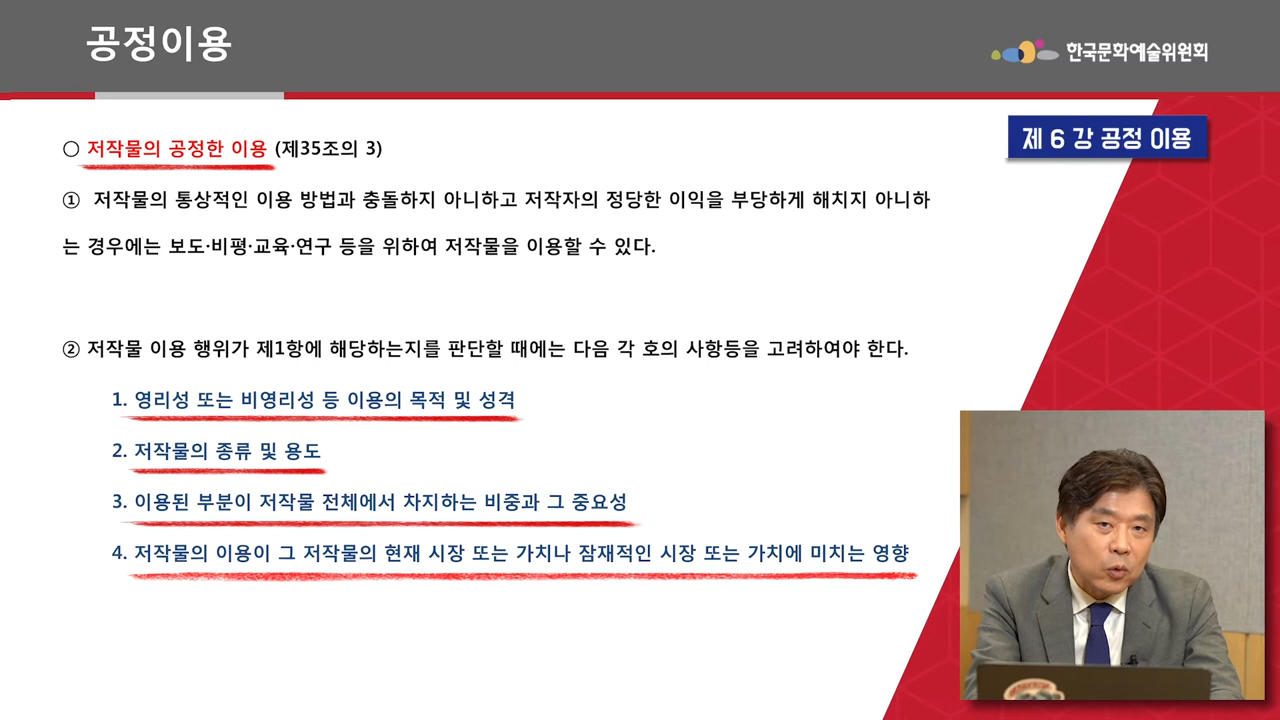 공정이용
한국문화예술위원회
제 6 강 공정 이용
○ 저작물의 공정한 이용 (제35조의 3)
① 저작물의 통상적인 이용 방법과 충돌하지 아니하고 저작자의 정당한 이익을 부당하게 해치지 아니하
는 경우에는 보도·비평·교육·연구 등을 위하여 저작물을 이용할 수 있다.
② 저작물 이용 행위가 제1항에 해당하는지를 판단할 때에는 다음 각 호의 사항등을 고려하여야 한다.
1. 영리성 또는 비영리성 등 이용의 목적 및 성격
2. 저작물의 종류 및 용도
3. 이용된 부분이 저작물 전체에서 차지하는 비중과 그 중요성
4. 저작물의 이용이 그 저작물의 현재 시장 또는 가치나 잠재적인 시장 또는 가치에 미치는 영향